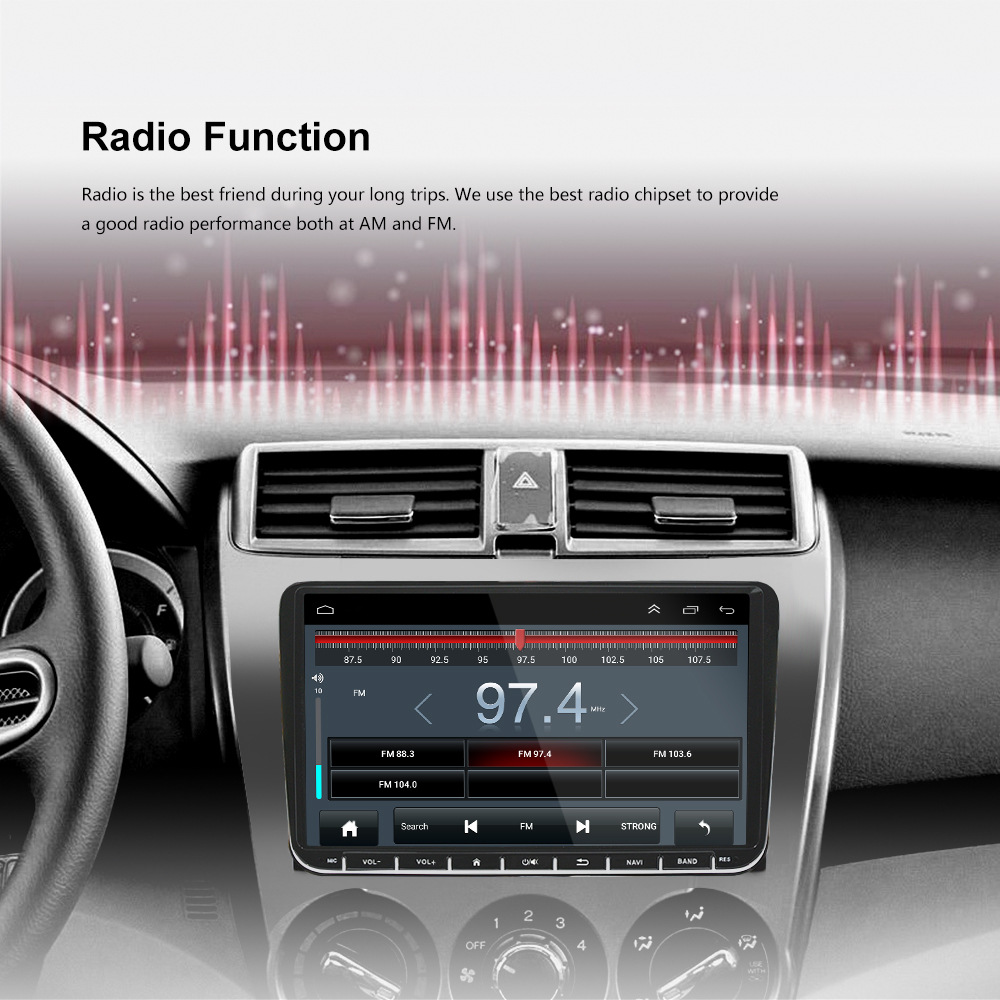 Radio Function
Radio is the best friend during your long trips. We use the best radio chipset to provide
a good radio performance both at AM and FM.
F
87.5 90 92.5 95 97.5 100 102.5 105 107.5
10
FM
97.4 MHz
FM 88.3 FM 97.4 FM 103.6
FM 104.0
Search FM STRONG
MIC VOL- VOL+ NAVI BAND RES
OFF 1 2 3 4
USE
WITH